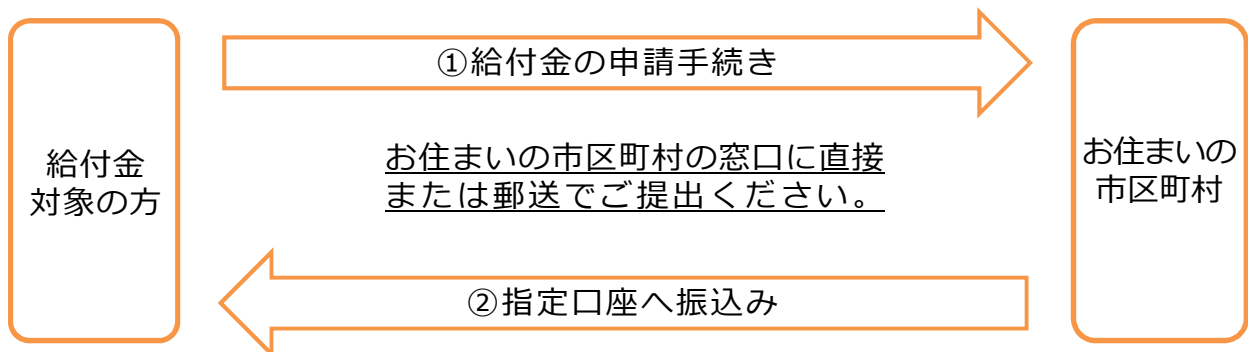 給付金
対象の方
①給付金の申請手続き
お住まいの市区町村の窓口に直接
または郵送でご提出ください。
②指定口座へ振込み
お住まいの
市区町村